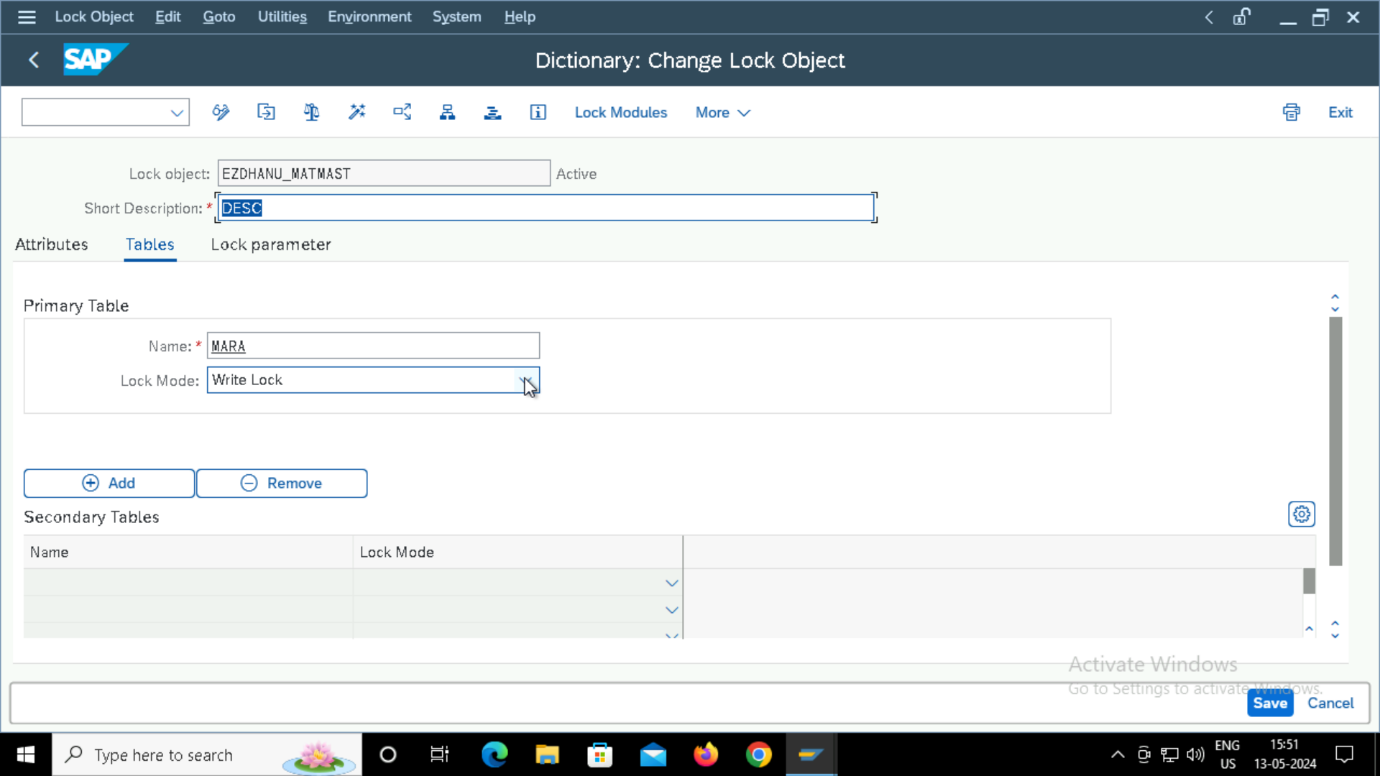 Lock Object Edit Goto Utilities Environment System Help
SAP Dictionary: Change Lock Object
Lock Modules More Exit
Lock object: EZDHANU_MATMAST Active
Short Description: * DESC
Attributes Tables Lock parameter
Primary Table
Name: * MARA
Lock Mode: Write Lock
Add Remove
Secondary Tables
Name Lock Mode
Activate Windows
Go to Settings to activate Windows.
Save Cancel
Type here to search
ENG 15:51
US 13-05-2024